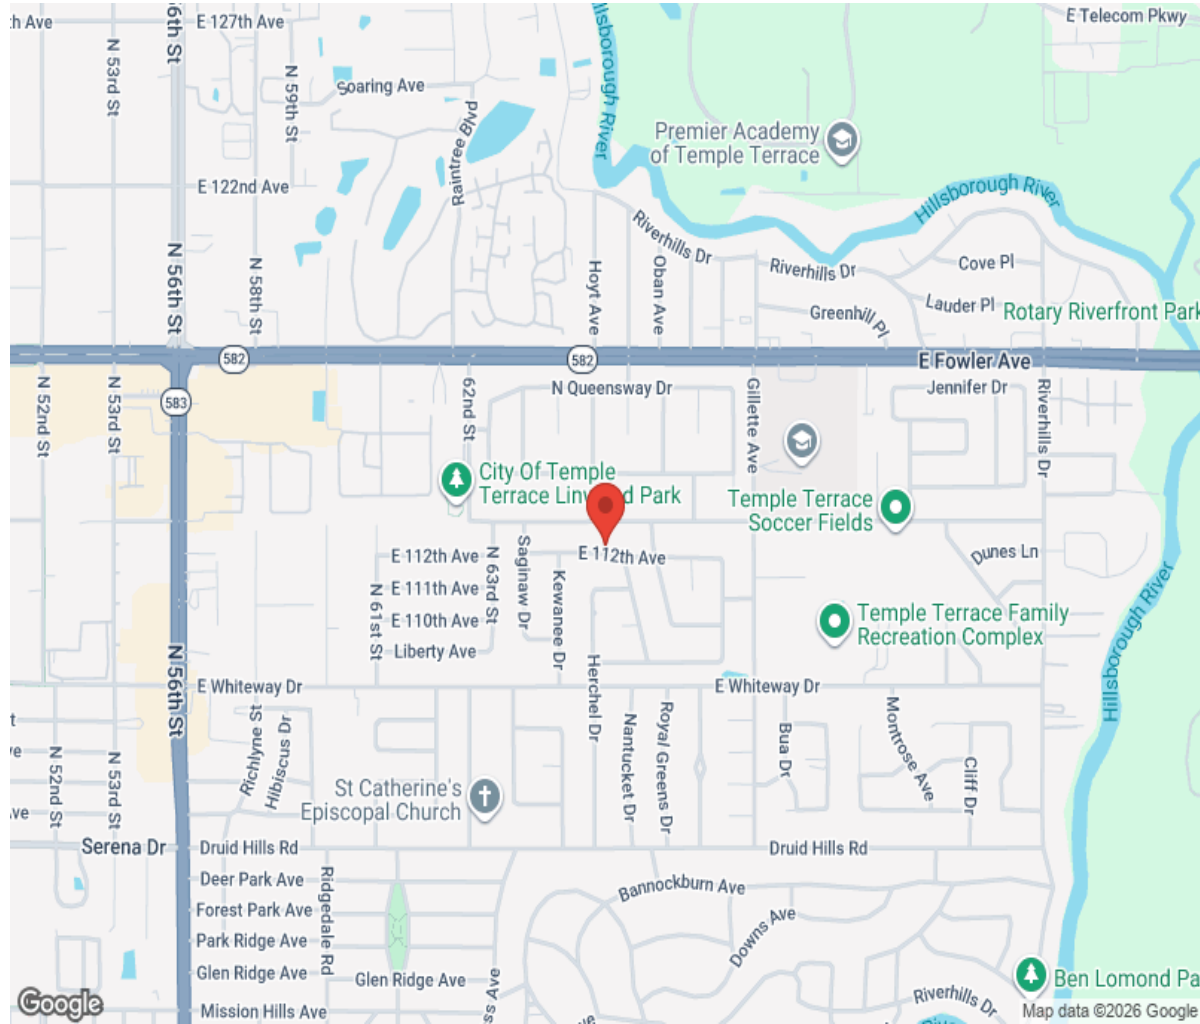 th Ave
E 127th Ave
E Telecom Pkwy
N 56th St
N 53rd St
N 59th St
Soaring Ave
Raintree Blvd
Hillsborough River
Premier Academy
of Temple Terrace
E 122nd Ave
Hillsborough River
Riverhills Dr
Riverhills Dr
Cove Pl
N 56th St
N 58th St
Hoyt Ave
Oban Ave
Greenhill Pl
Lauder Pl
Rotary Riverfront Park
582
582
E Fowler Ave
583
N 52nd St
N 53rd St
62nd St
N Queensway Dr
Gillette Ave
Jennifer Dr
Riverhills Dr
City Of Temple
Terrace Linw d Park
Temple Terrace
Soccer Fields
E 112th Ave
E 112th Ave
Dunes Ln
N 61st St
E 111th Ave
E 110th Ave
Liberty Ave
N 63rd St
Saginaw Dr
Kewanee Dr
Herchel Dr
Temple Terrace Family
Recreation Complex
Hillsborough River
N 56th St
E Whiteway Dr
E Whiteway Dr
t
ve
ve
N 52nd St
N 53rd St
Richlyne St
Hibiscus Dr
Nantucket Dr
Royal Greens Dr
Bua Dr
Montrose Ave
Cliff Dr
St Catherine's
Episcopal Church
Serena Dr
Druid Hills Rd
Druid Hills Rd
Deer Park Ave
Forest Park Ave
Park Ridge Ave
Glen Ridge Ave
Mission Hills Ave
Ridgedale Rd
Glen Ridge Ave
ss Ave
Bannockburn Ave
Downs Ave
Riverhills Dr
Ben Lomond Pa
Google
Map data ©2026 Google